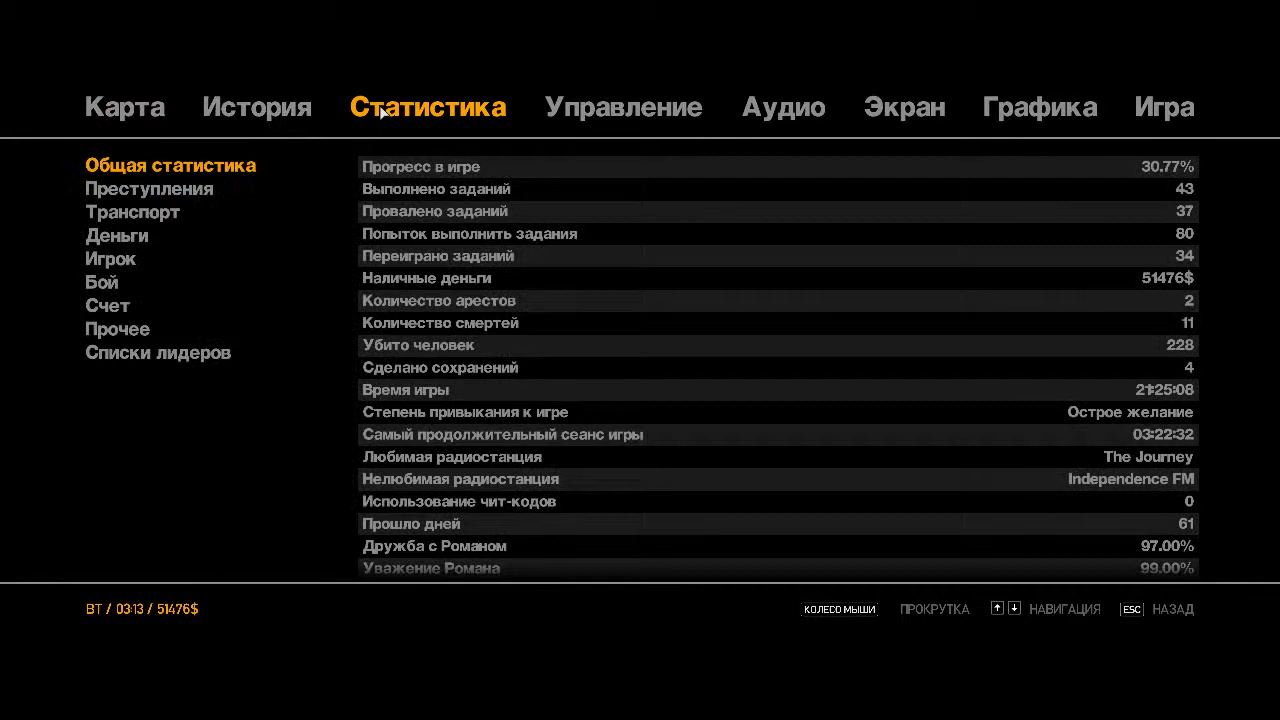 Карта История Статистика Управление Аудио Экран Графика Игра
Общая статистика
Преступления
Транспорт
Деньги
Игрок
Бой
Счет
Прочее
Списки лидеров
Прогресс в игре 30.77%
Выполнено заданий 43
Провалено заданий 37
Попыток выполнить задания 80
Переиграно заданий 34
Наличные деньги 51476$
Количество арестов 2
Количество смертей 11
Убито человек 228
Сделано сохранений 4
Время игры 21:25:08
Степень привыкания к игре Острое желание
Самый продолжительный сеанс игры 03:22:32
Любимая радиостанция The Journey
Нелюбимая радиостанция Independence FM
Использование чит-кодов 0
Прошло дней 61
Дружба с Романом 97.00%
Уважение Романа 99.00%
ВТ / 03:13 / 51476$
КОЛЕСО МЫШИ ПРОКРУТКА ↑ ↓ НАВИГАЦИЯ ESC НАЗАД